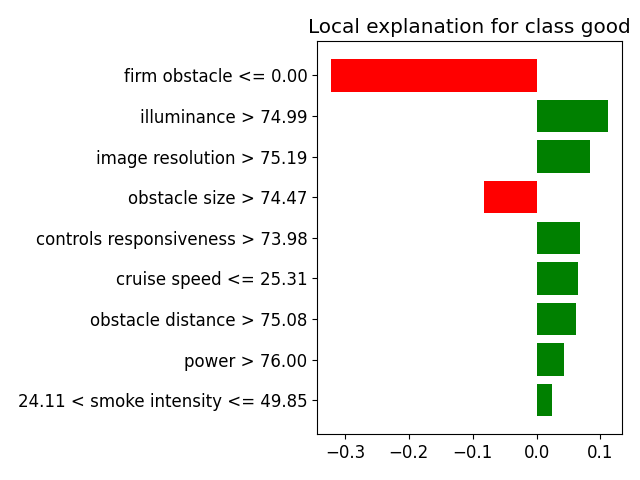 Local explanation for class good
firm obstacle <= 0.00
illuminance > 74.99
image resolution > 75.19
obstacle size > 74.47
controls responsiveness > 73.98
cruise speed <= 25.31
obstacle distance > 75.08
power > 76.00
24.11 < smoke intensity <= 49.85
−0.3 −0.2 −0.1 0.0 0.1